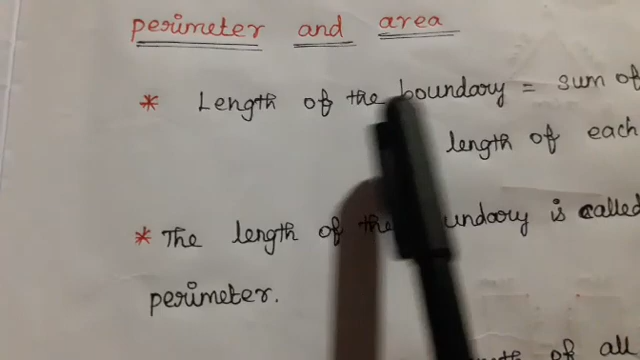 perimeter and area
* Length of the boundary = sum of
length of each
* The length of the boundary is called
perimeter.
of all